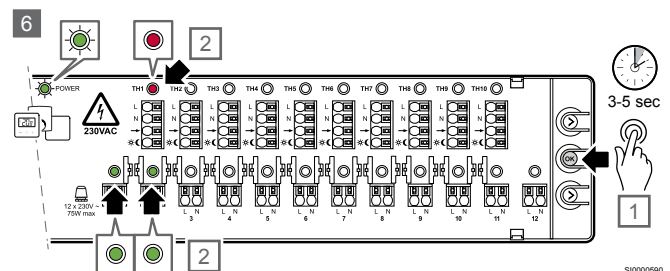 6
2
POWER
TH1 TH2 TH3 TH4 TH5 TH6 TH7 TH8 TH9 TH10
3-5 sec
230VAC
L L L L L L L L L L
N N N N N N N N N N
OK
12 x 230V ~
75W max
L N L N L N L N L N L N L N L N L N L N
3 4 5 6 7 8 9 10 11 12
1
2
SI0000590